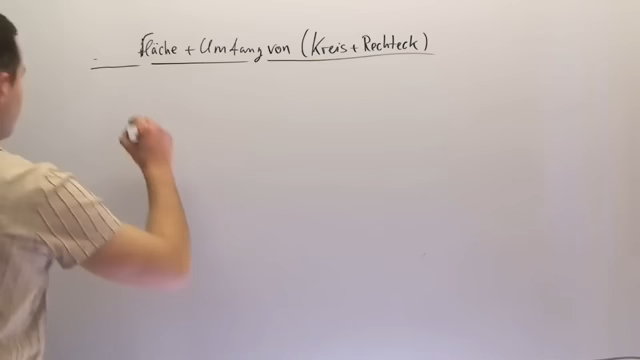 Fläche + Umfang von (Kreis + Rechteck)